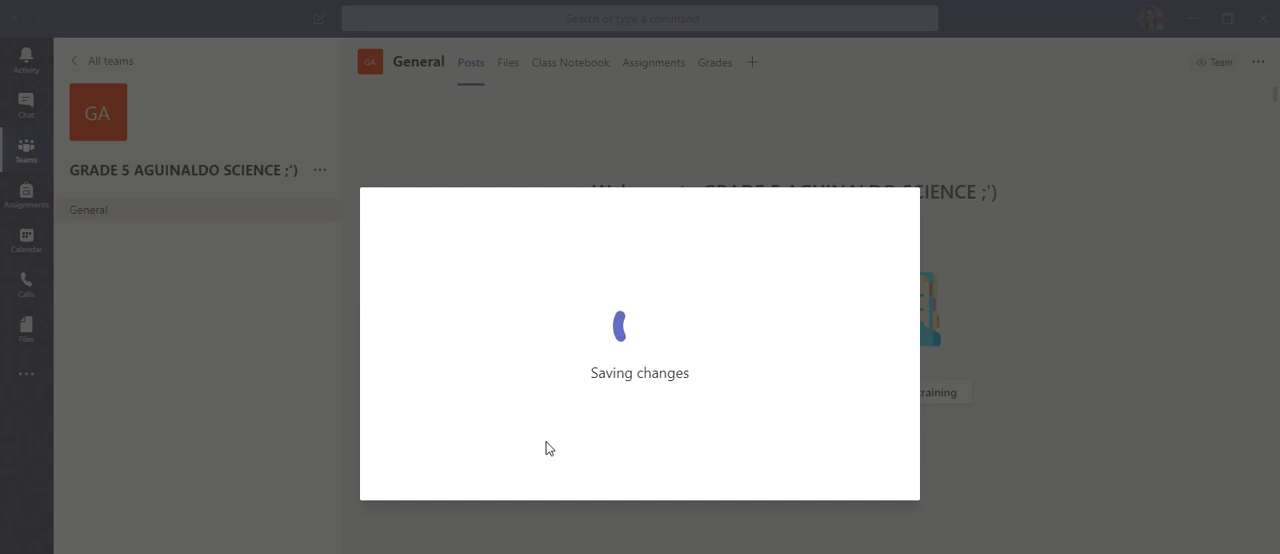 Search or type a command
Activity
Chat
Teams
Assignments
Calendar
Calls
Files
All teams
GA
GRADE 5 AGUINALDO SCIENCE ;')
General
GA
General
Posts
Files
Class Notebook
Assignments
Grades
Team
SCIENCE ;')
training
Saving changes